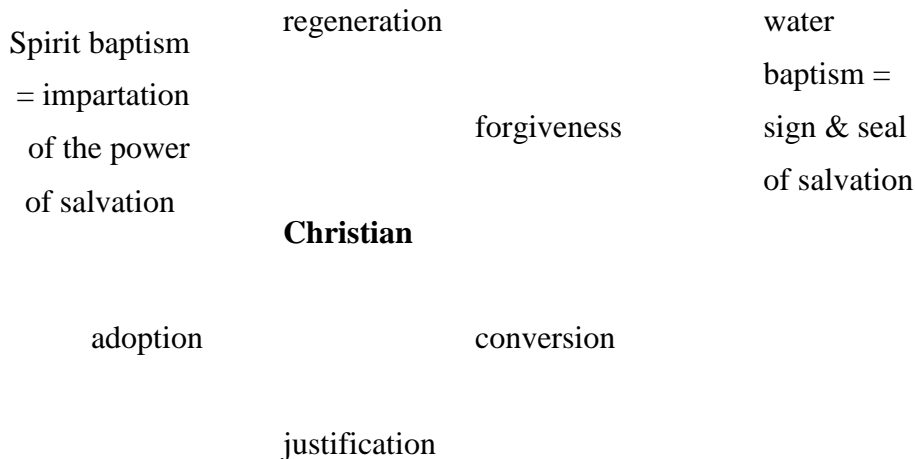 Spirit baptism
= impartation
of the power
of salvation
regeneration
forgiveness
Christian
adoption
conversion
justification
water
baptism =
sign & seal
of salvation